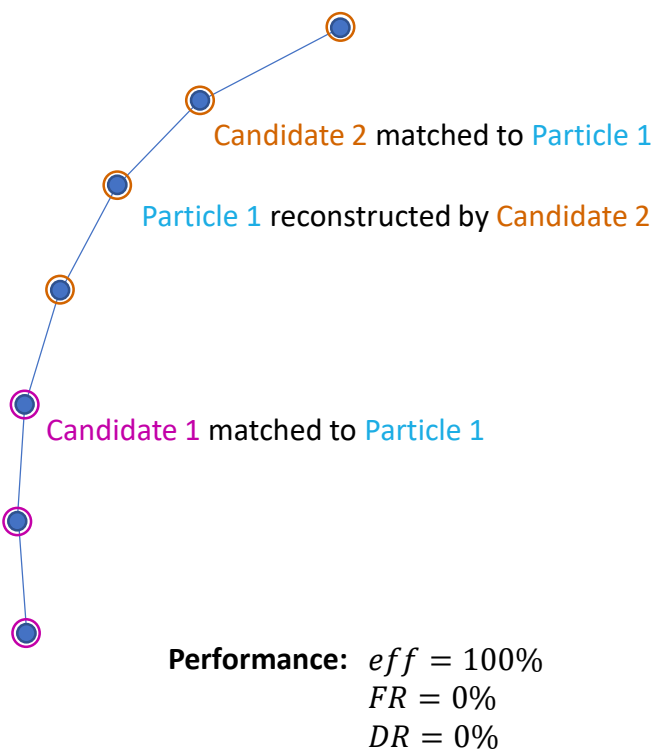 Candidate 2 matched to Particle 1
Particle 1 reconstructed by Candidate 2
Candidate 1 matched to Particle 1
Performance: eff = 100%
FR = 0%
DR = 0%